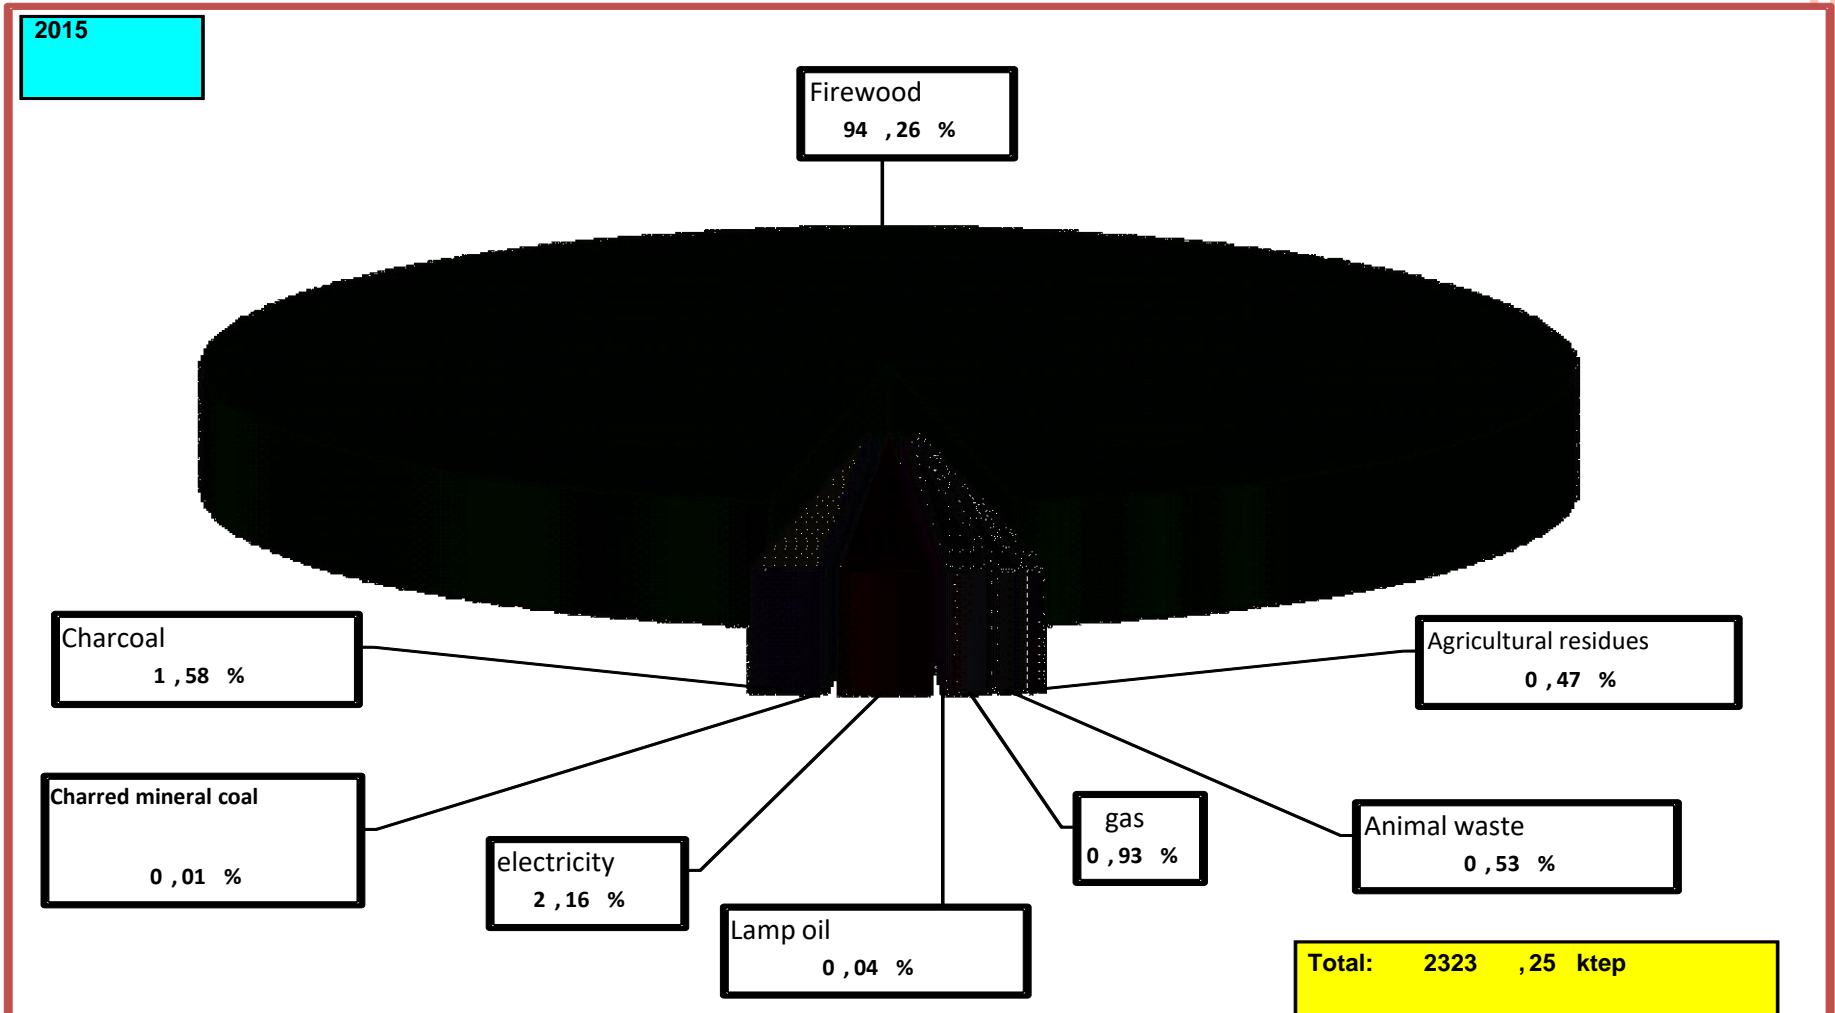 2015
Firewood
94 ,26 %
Charcoal
1 ,58 %
Agricultural residues
0 ,47 %
Charred mineral coal
0 ,01 %
electricity
2 ,16 %
gas
0 ,93 %
Animal waste
0 ,53 %
Lamp oil
0 ,04 %
Total: 2323 ,25 ktep